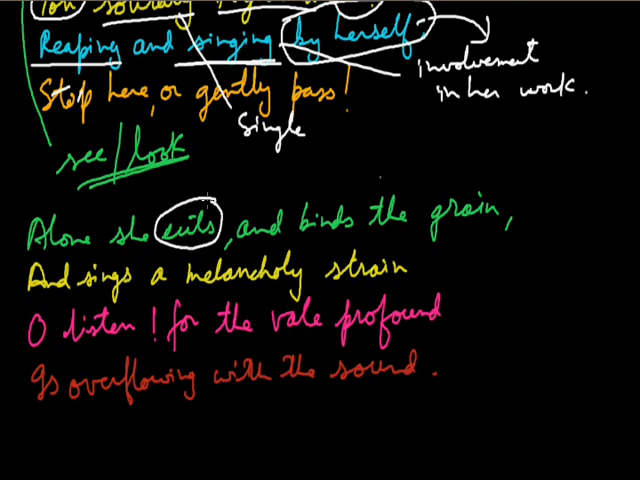 Yon solitary
Reaping and singing by herself.
involvement
Stop here, or gently pass!
in her work.
Single
see/look
Alone she cuts, and binds the grain,
And sings a melancholy strain
O listen! for the vale profound
Is overflowing with the sound.